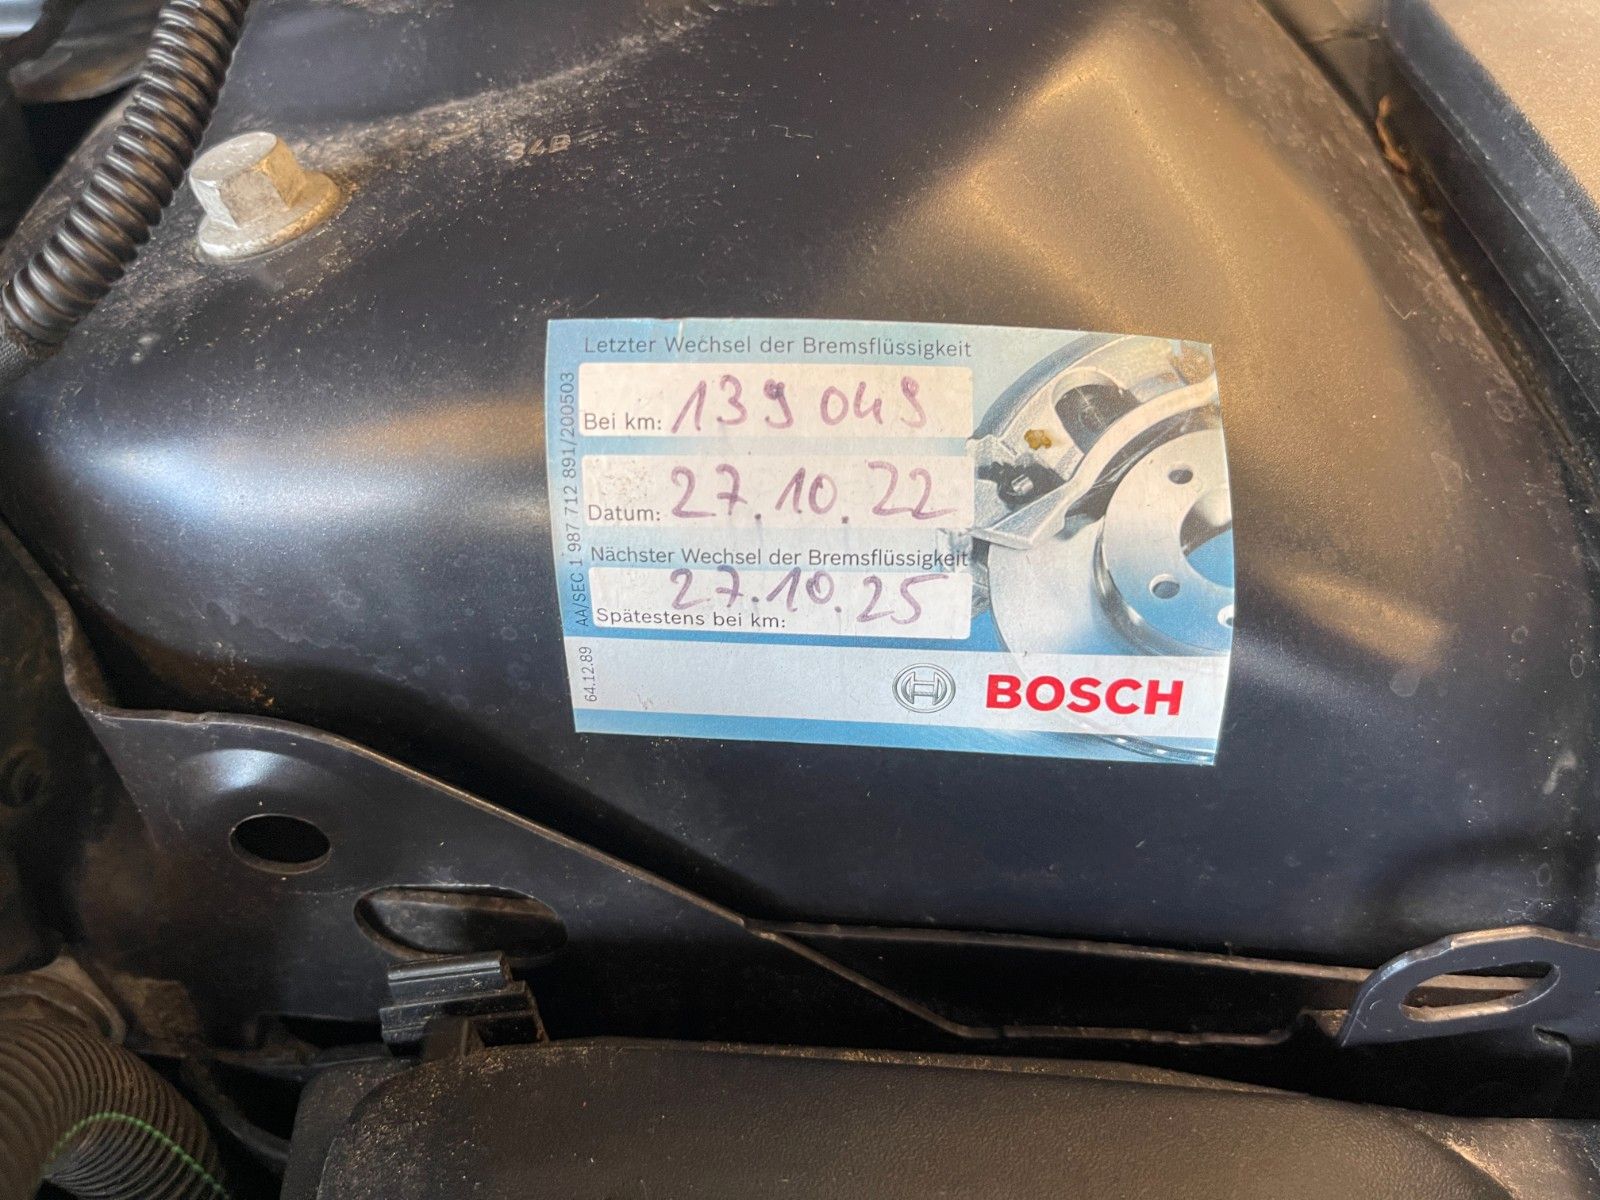 Letzter Wechsel der Bremsflüssigkeit
Bei km: 139 049
Datum: 27.10.22
Nächster Wechsel der Bremsflüssigkeit
27.10.25
Spätestens bei km:
BOSCH
AA/SEC 1 987 712 891/200503
64.12.89